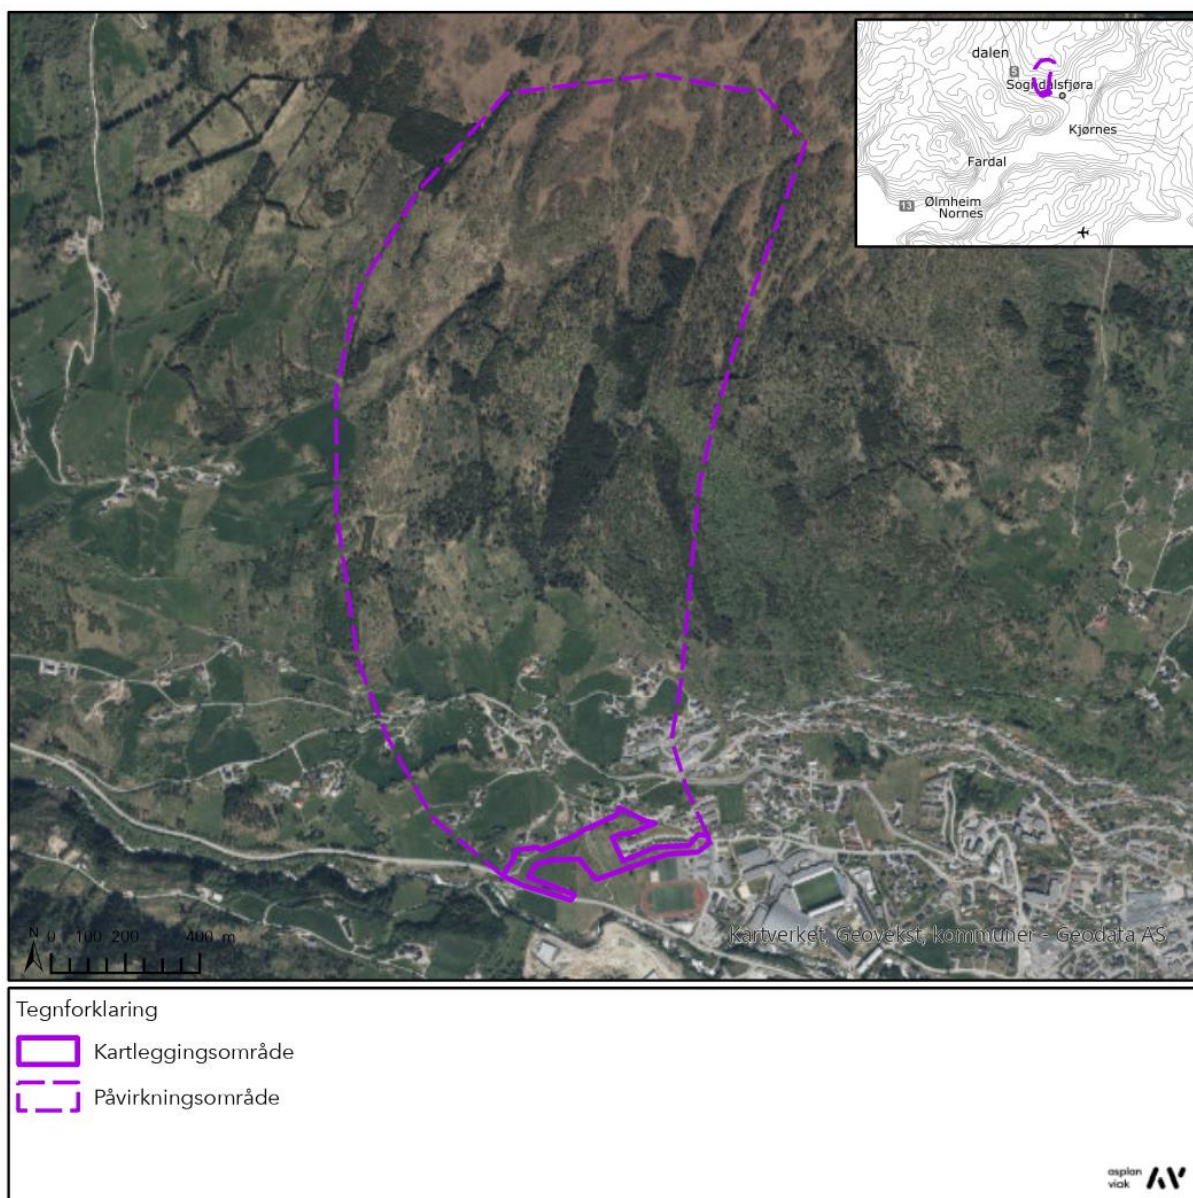 dalen
5
Sogndalsfjøra
Kjørnes
Fardal
13
Ølmheim
Nornes
N 0 100 200 400 m
Kartverket, Geovekst, kommuner - Geodata AS
Tegnforklaring
Kartleggingsområde
Påvirkningsområde
asplan
viak